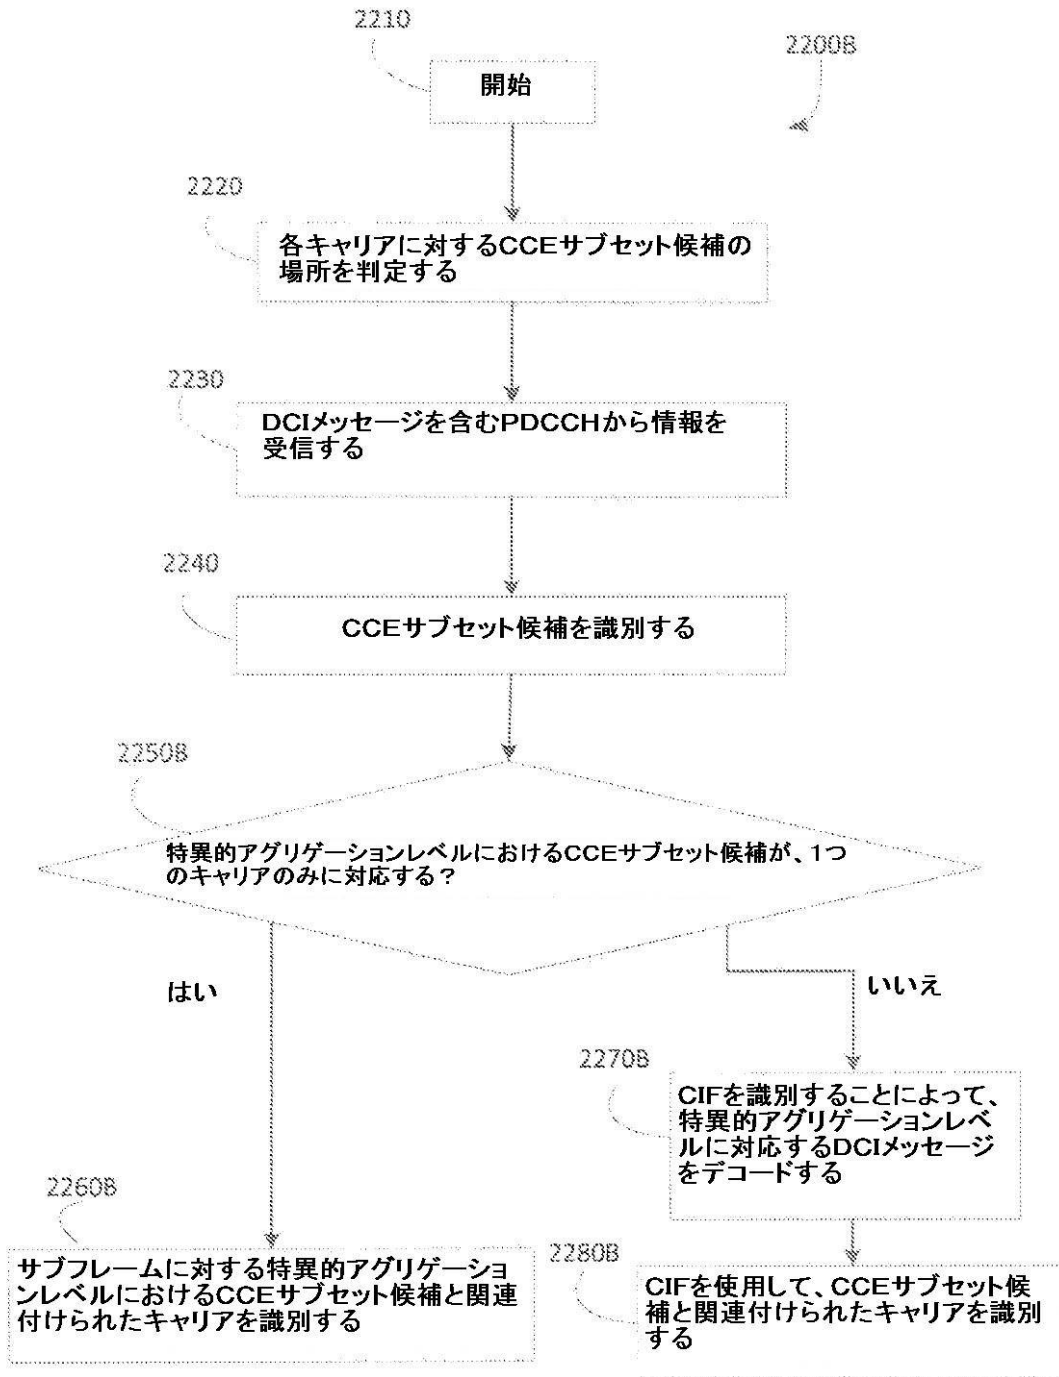 2210
2200B
開始
2220
各キャリアに対するCCEサブセット候補の
場所を判定する
2230
DCIメッセージを含むPDCCHから情報を
受信する
2240
CCEサブセット候補を識別する
2250B
特異的アグリゲーションレベルにおけるCCEサブセット候補が、1つ
のキャリアのみに対応する?
はい
いいえ
2270B
CIFを識別することによって、
特異的アグリゲーションレベ
ルに対応するDCIメッセージ
をデコードする
2260B
サブフレームに対する特異的アグリゲーショ
ンレベルにおけるCCEサブセット候補と関連
付けられたキャリアを識別する
2280B
CIFを使用して、CCEサブセット候
補と関連付けられたキャリアを識別
する